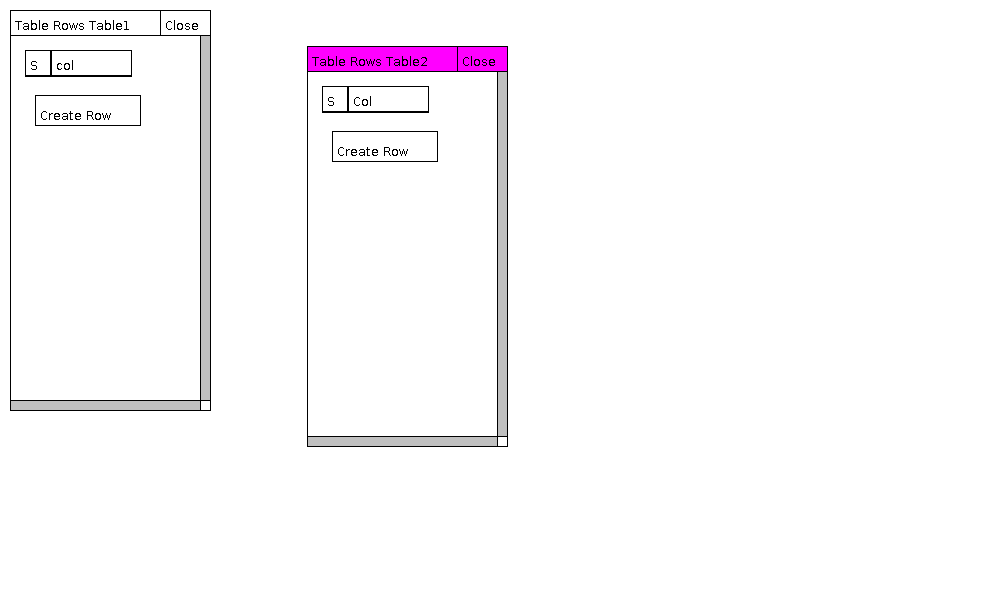 Table Rows Table1 Close
S col
Create Row
Table Rows Table2 Close
S Col
Create Row